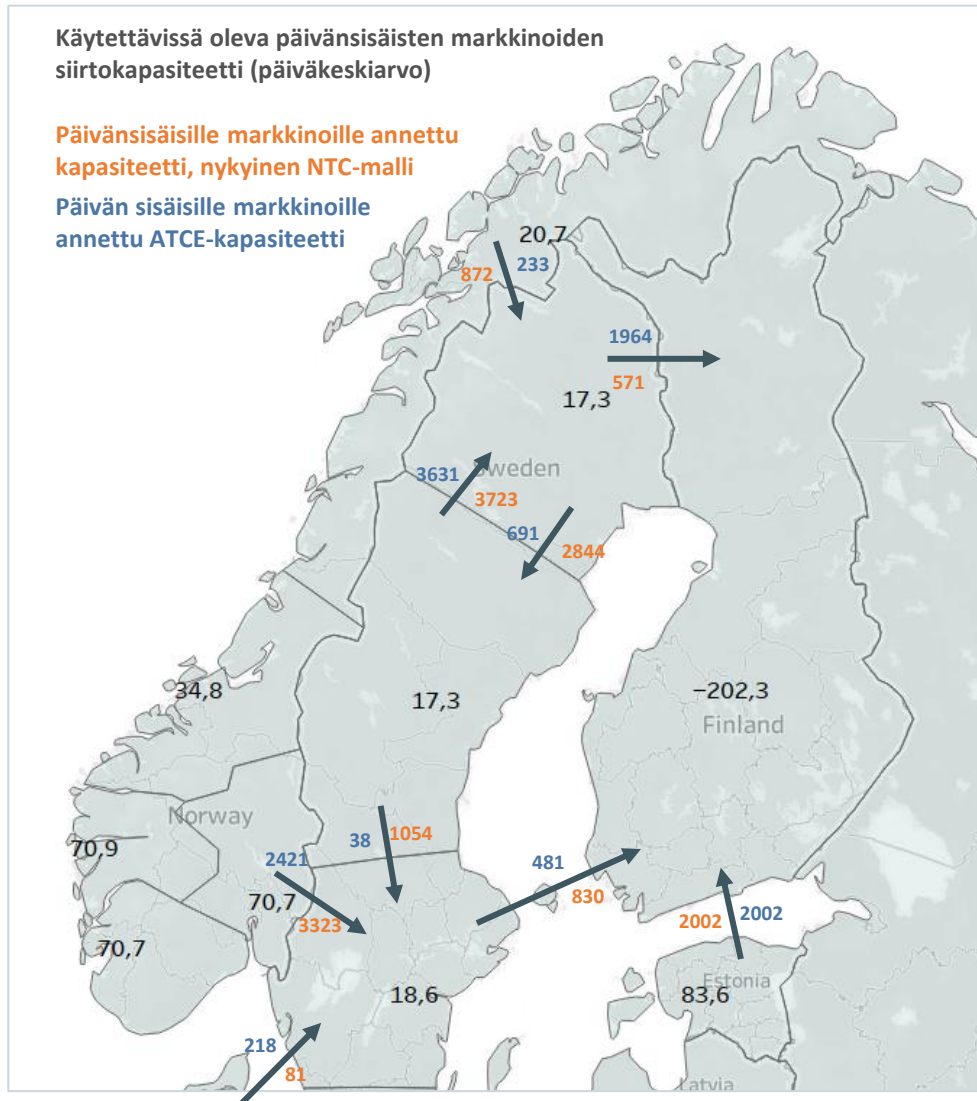 Käytettävissä oleva päivänsisäisten markkinoiden
siirtokapasiteetti (päiväkeskiarvo)
Päivänsisäisille markkinoille annettu
kapasiteetti, nykyinen NTC-malli
Päivän sisäisille markkinoille
annettu ATCE-kapasiteetti
20,7
872
233
1964
571
17,3
Sweden
3631
3723
691
2844
34,8
17,3
−202,3
Finland
Norway
70,9
2421
38
1054
481
830
70,7
3323
2002
2002
70,7
18,6
Estonia
83,6
218
81
Latvia